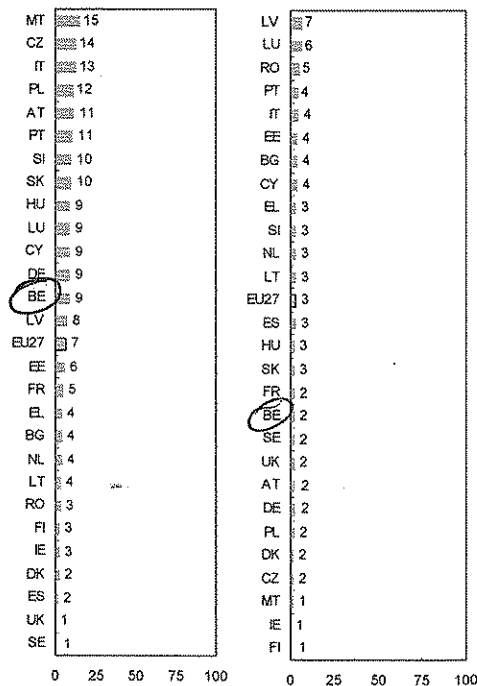 MT 15
CZ 14
IT 13
PL 12
AT 11
PT 11
SI 10
SK 10
HU 9
LU 9
CY 9
DE 9
BE 9
LV 8
EU27 7
EE 6
FR 5
EL 4
BG 4
NL 4
LT 4
RO 3
FI 3
IE 3
DK 2
ES 2
UK 1
SE 1
0 25 50 75 100
LV 7
LU 6
RO 5
PT 4
IT 4
EE 4
BG 4
CY 4
EL 3
SI 3
NL 3
LT 3
EU27 3
ES 3
HU 3
SK 3
FR 2
BE 2
SE 2
UK 2
AT 2
DE 2
PL 2
DK 2
CZ 2
MT 1
IE 1
FI 1
0 25 50 75 100